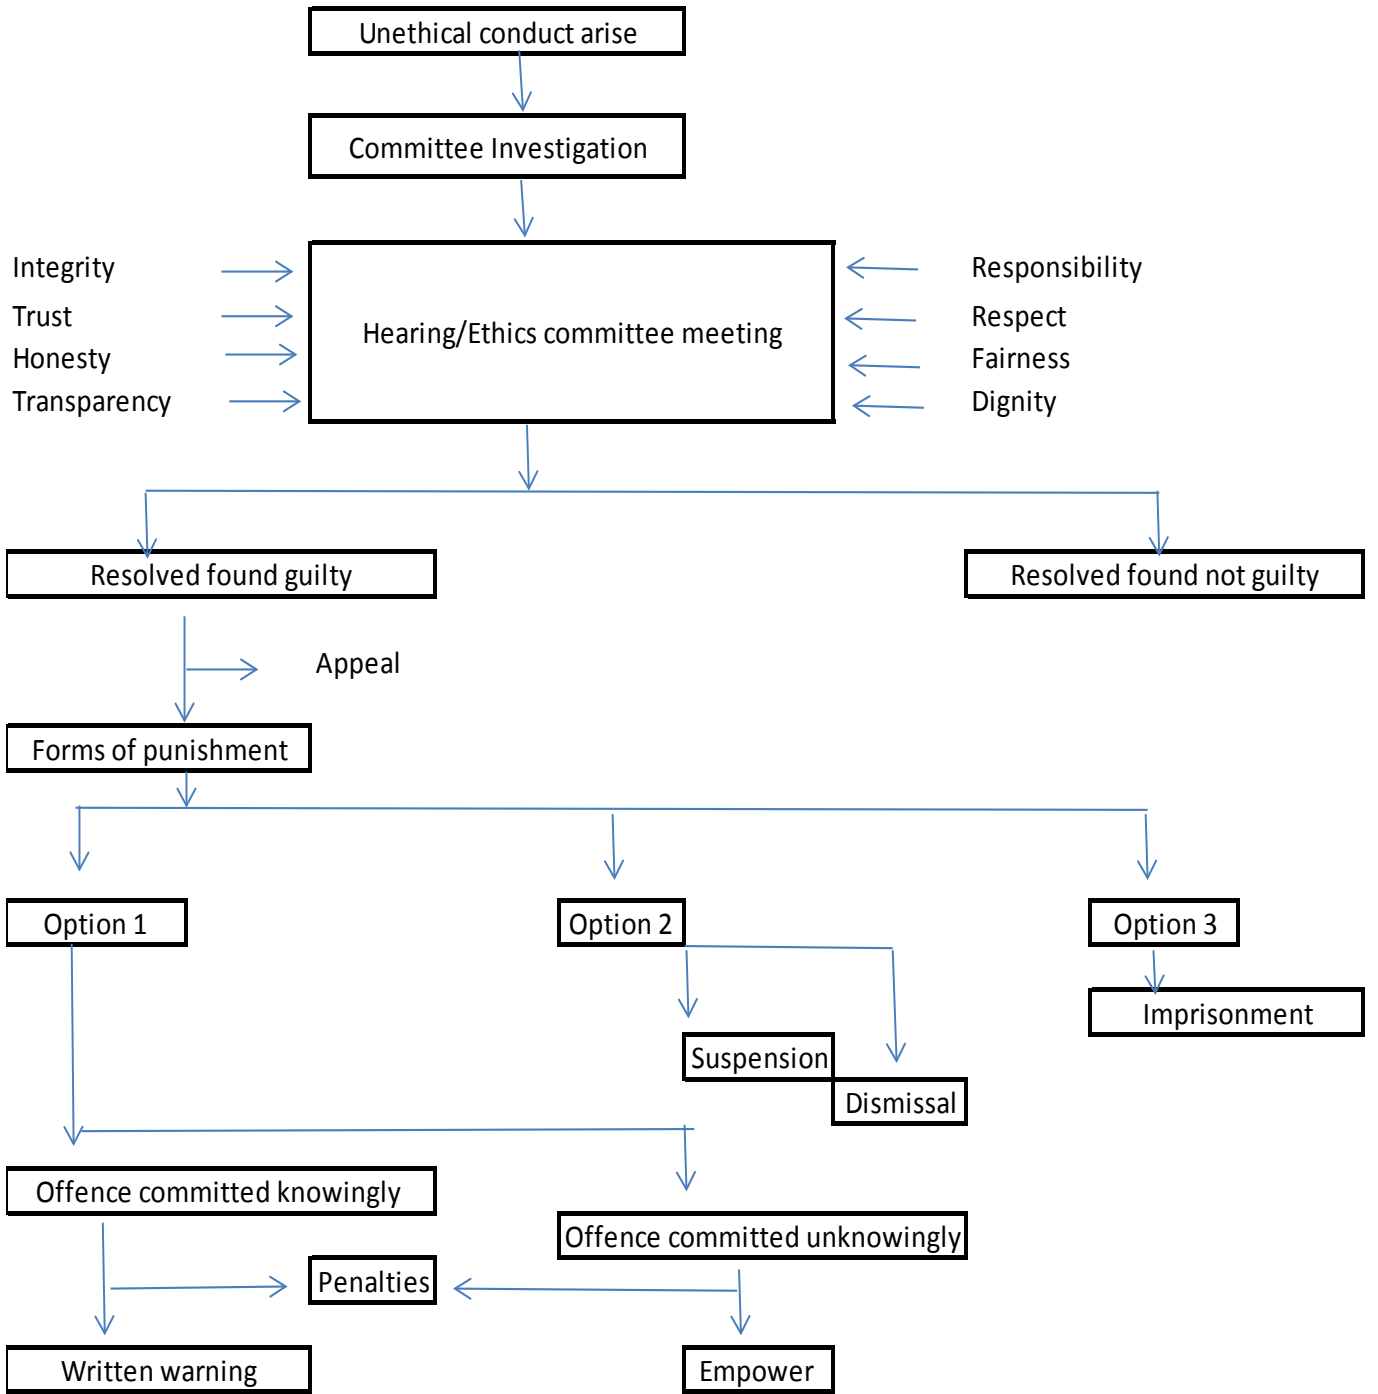 Unethical conduct arise
Committee Investigation
Integrity
Responsibility
Trust
Hearing/Ethics committee meeting
Respect
Honesty
Fairness
Transparency
Dignity
Resolved found guilty
Resolved found not guilty
Appeal
Forms of punishment
Option 1
Option 2
Option 3
Imprisonment
Suspension
Dismissal
Offence committed knowingly
Offence committed unknowingly
Penalties
Written warning
Empower